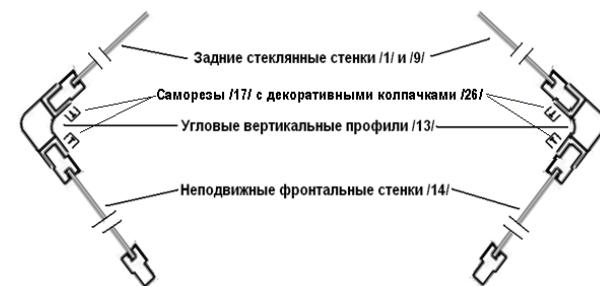 Задние стеклянные стенки /1/ и /9/
Саморезы /17/ с декоративными колпачками /26/
Угловые вертикальные профили /13/
Неподвижные фронтальные стенки /14/